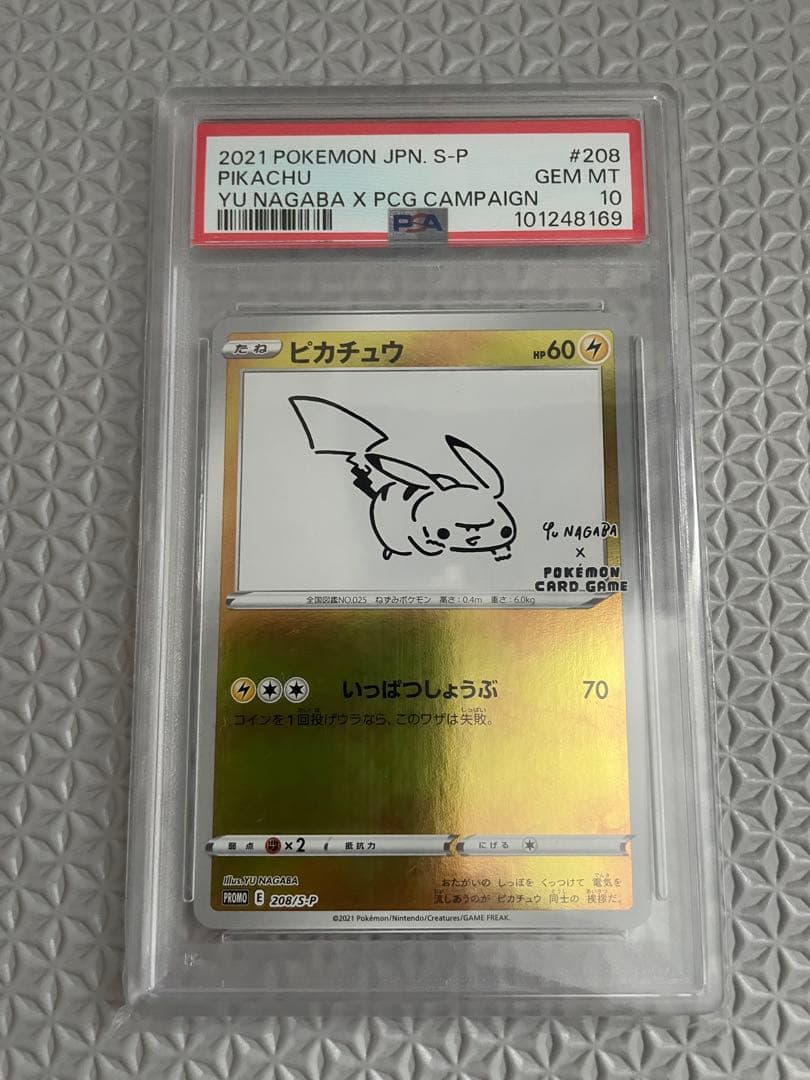 2021 POKEMON JPN. S-P #208
PIKACHU GEM MT
YU NAGABA X PCG CAMPAIGN 10
PSA 101248169
たね ピカチュウ HP60
YU NAGABA
X
POKÉMON
CARD GAME
全国図鑑NO.025 ねずみポケモン 高さ:0.4m 重さ:6.0kg
いっぱつしょうぶ 70
コインを1回投げウラなら、このワザは失敗。
弱点 ×2 抵抗力 にげる
Illus.YU NAGABA
おたがいの しっぽを くっつけて 電気を
流しあうのが ピカチュウ 同士の 挨拶だ。
PROMO E 208/S-P
©2021 Pokémon/Nintendo/Creatures/GAME FREAK.